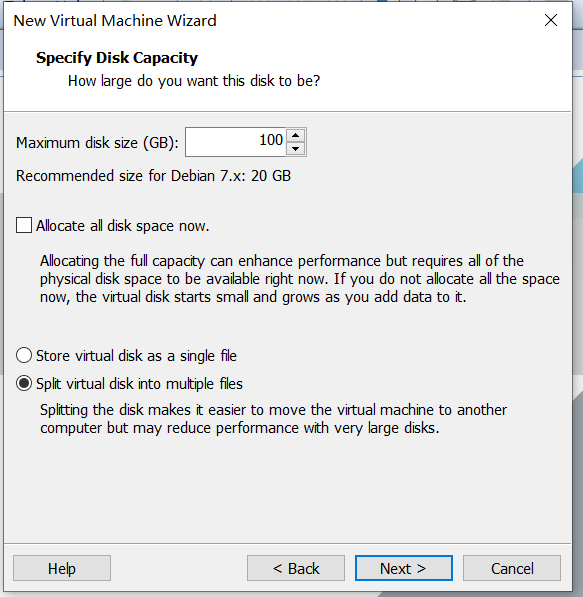 New Virtual Machine Wizard
Specify Disk Capacity
How large do you want this disk to be?
Maximum disk size (GB): 100
Recommended size for Debian 7.x: 20 GB
Allocate all disk space now.
Allocating the full capacity can enhance performance but requires all of the
physical disk space to be available right now. If you do not allocate all the space
now, the virtual disk starts small and grows as you add data to it.
Store virtual disk as a single file
Split virtual disk into multiple files
Splitting the disk makes it easier to move the virtual machine to another
computer but may reduce performance with very large disks.
Help < Back Next > Cancel